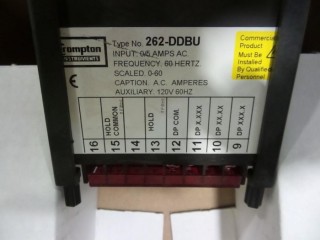 Crompton
INSTRUMENTS
Type No. 262-DDBU
INPUT: 0/5 AMPS AC.
FREQUENCY: 60 HERTZ.
SCALED: 0-60
CAPTION: A.C. AMPERES
AUXILIARY: 120V 60HZ
CE
Commercial
Product
Must Be
Installed
By Qualified
Personnel
16
15 HOLD COMMON
14
13 HOLD
12 DP COM.
11 DP X.XXX
10 DP XX.XX
9 DP XXX.X